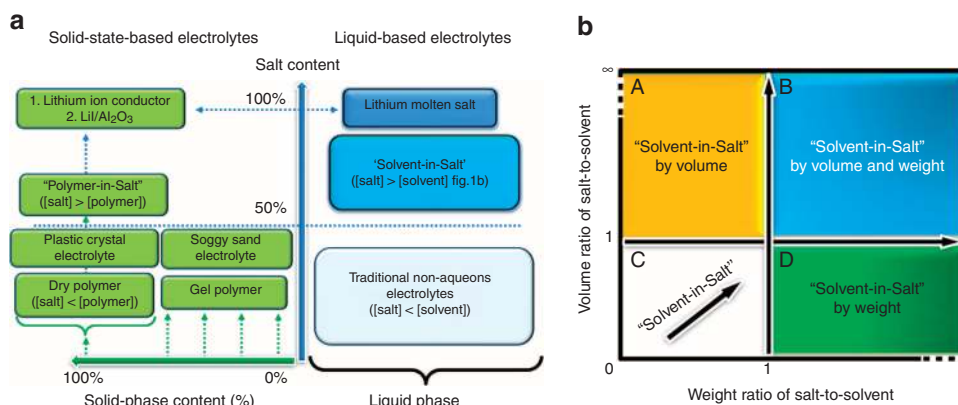 a
Solid-state-based electrolytes
Liquid-based electrolytes
Salt content
1. Lithium ion conductor
2. LiI/Al₂O₃
100%
Lithium molten salt
'Solvent-in-Salt'
([salt] > [solvent] fig.1b)
"Polymer-in-Salt"
([salt] > [polymer])
50%
Plastic crystal
electrolyte
Soggy sand
electrolyte
Dry polymer
([salt] < [polymer])
Gel polymer
Traditional non-aqueons
electrolytes
([salt] < [solvent])
100%
0%
Solid-phase content (%)
Liquid phase
b
Volume ratio of salt-to-solvent
∞
A
B
"Solvent-in-Salt"
by volume
"Solvent-in-Salt"
by volume and weight
1
C
D
"Solvent-in-Salt"
"Solvent-in-Salt"
by weight
0
0
1
Weight ratio of salt-to-solvent